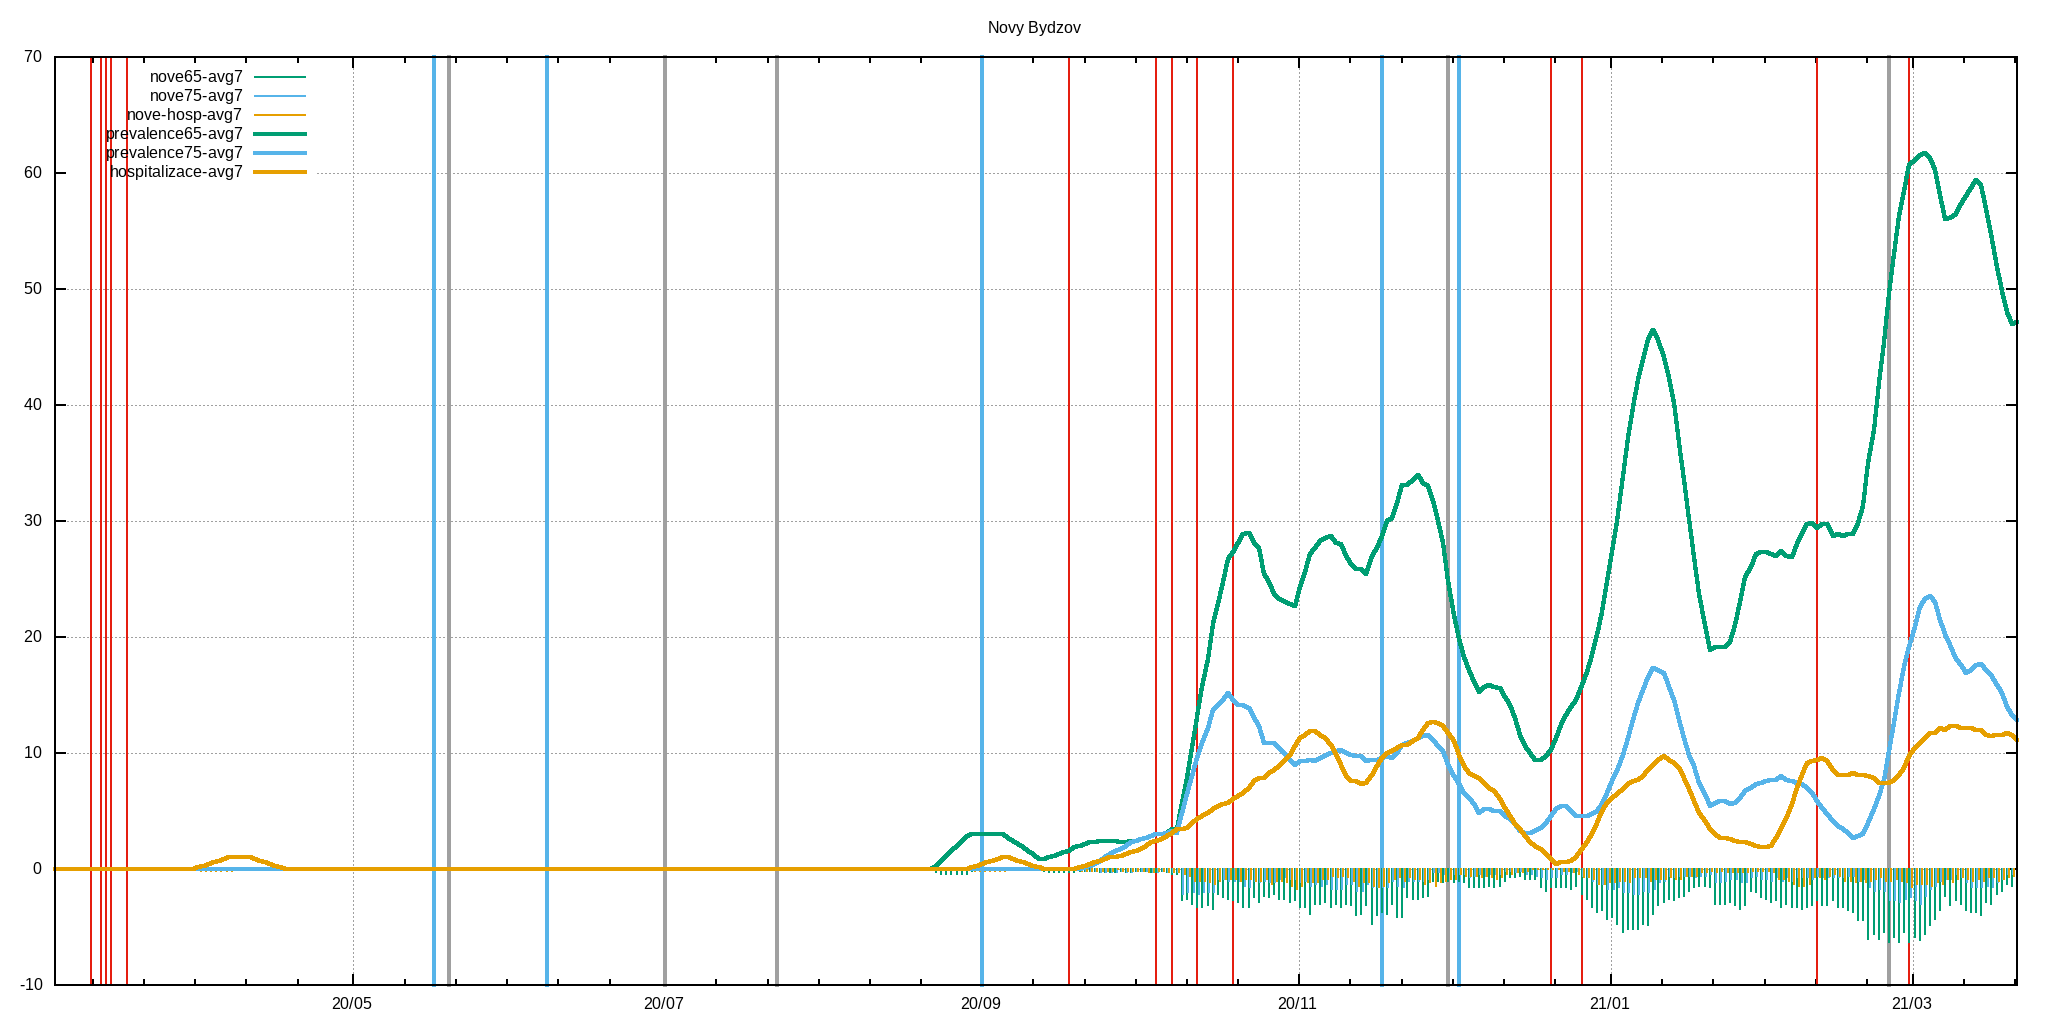 Novy Bydzov
70
60
50
40
30
20
10
0
-10
nove65-avg7
nove75-avg7
nove-hosp-avg7
prevalence65-avg7
prevalence75-avg7
hospitalizace-avg7
20/05 20/07 20/09 20/11 21/01 21/03